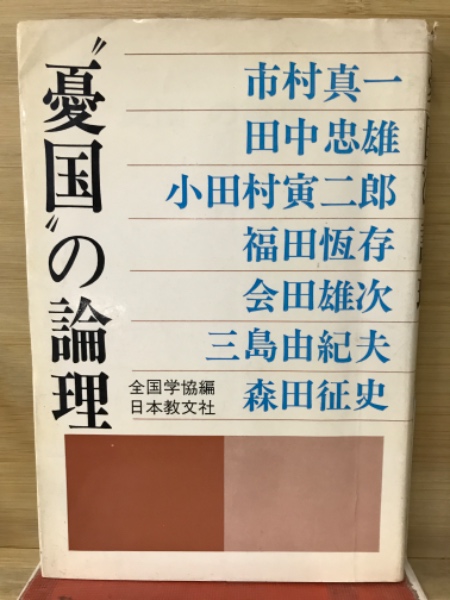 〝憂国〟の論理
市村真一
田中忠雄
小田村寅二郎
福田恆存
会田雄次
三島由紀夫
森田征史
全国学協編
日本教文社